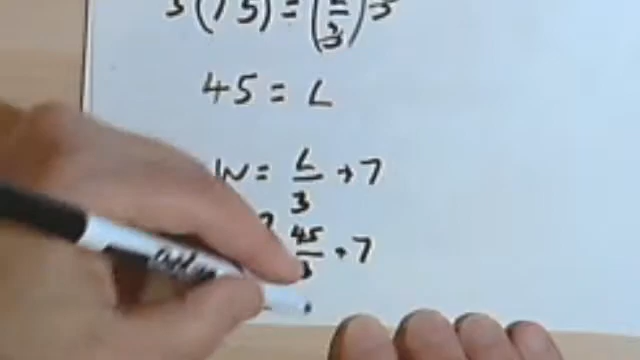 3(15) = (L/3)3
45 = L
W = L/3 + 7
45/3 + 7